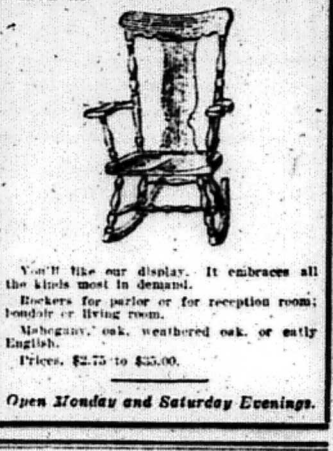 You'll like our display. It embraces all
the kinds most in demand.
Rockers for parlor or for reception room;
boudoir or living room.
Mahogany, oak, weathered oak, or early
English.
Prices, $2.75 to $35.00.
Open Monday and Saturday Evenings.